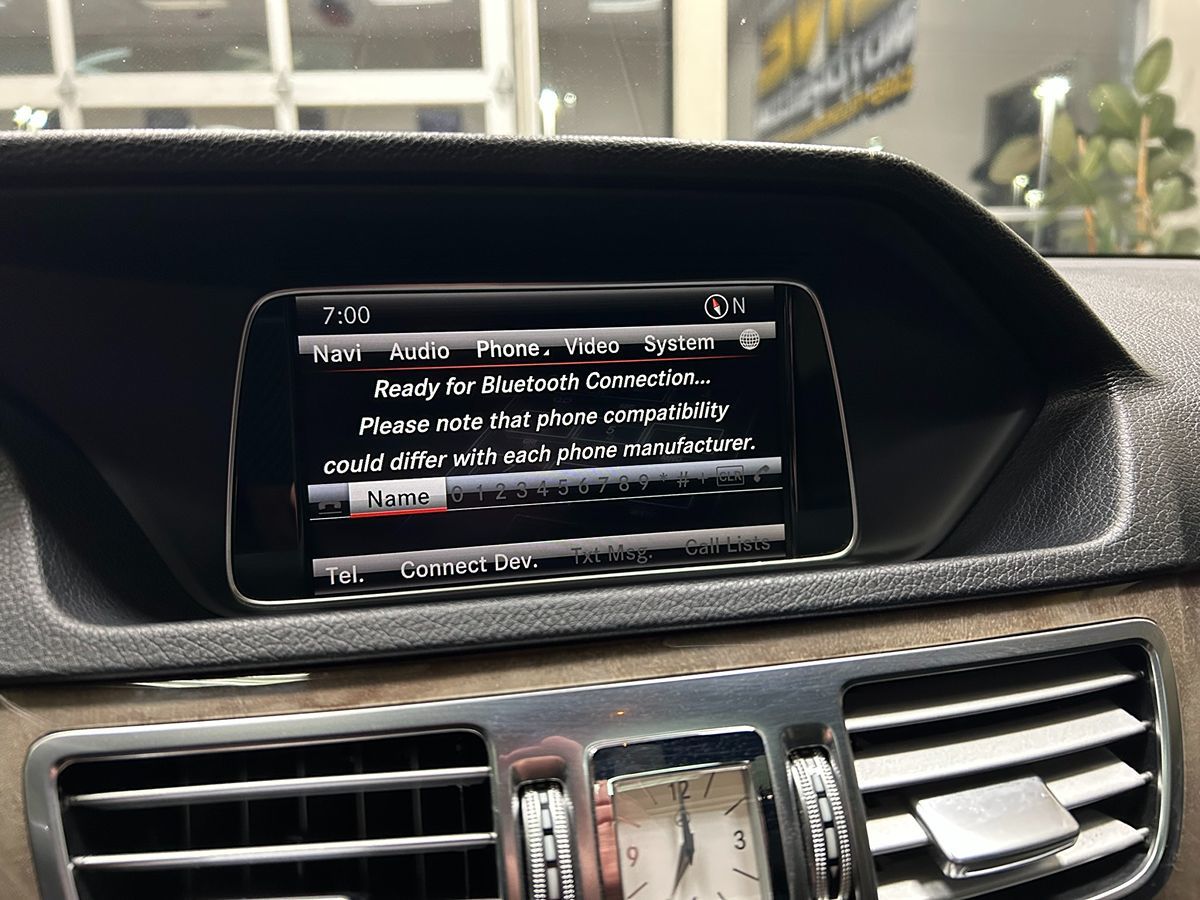 7:00 N
Navi Audio Phone Video System
Ready for Bluetooth Connection...
Please note that phone compatibility
could differ with each phone manufacturer.
Name 0 1 2 3 4 5 6 7 8 9 * # + CLR
Tel. Connect Dev. Txt Msg. Call Lists
12
9 3